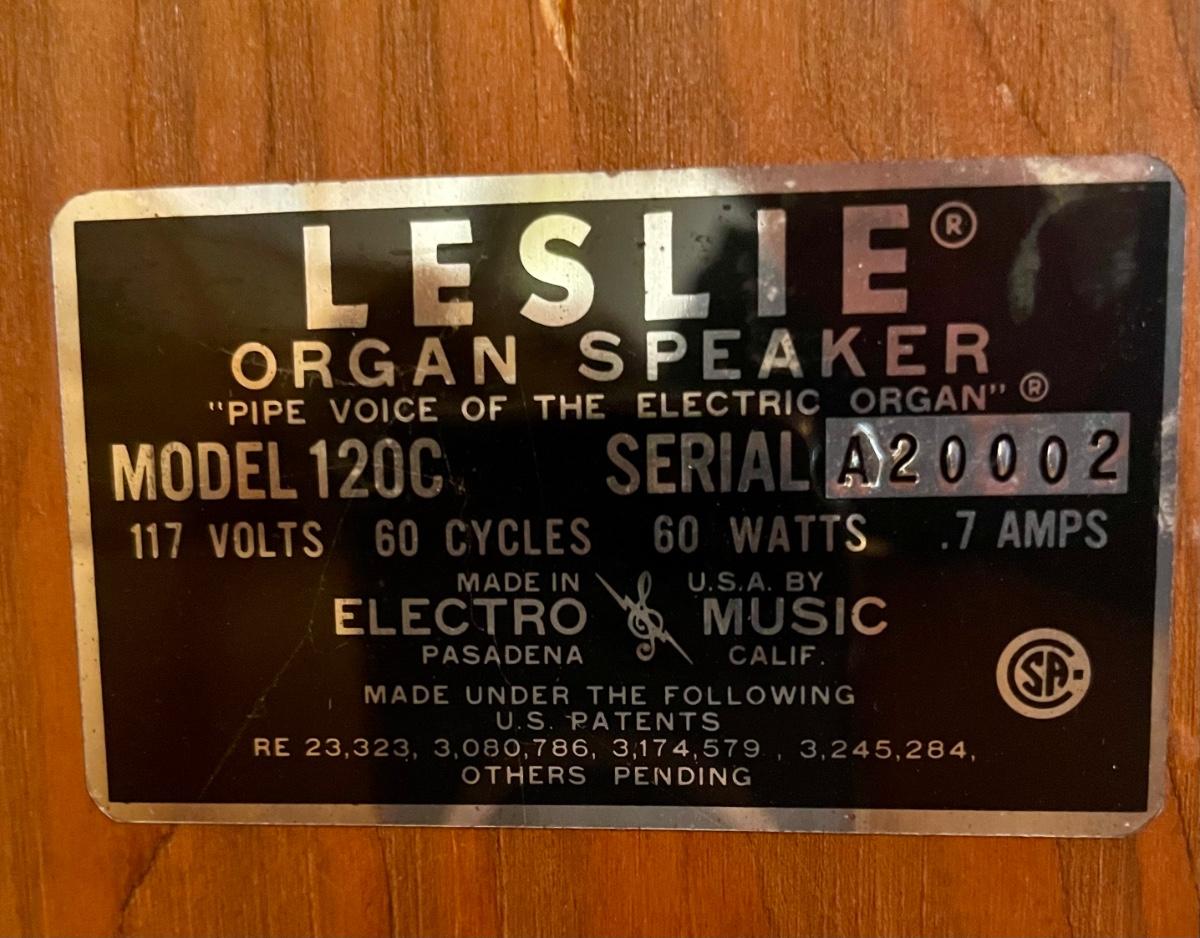 LESLIE®
ORGAN SPEAKER
"PIPE VOICE OF THE ELECTRIC ORGAN"®
MODEL 120C SERIAL A20002
117 VOLTS 60 CYCLES 60 WATTS .7 AMPS
MADE IN U.S.A. BY
ELECTRO MUSIC
PASADENA CALIF.
CSA
MADE UNDER THE FOLLOWING
U.S. PATENTS
RE 23,323, 3,080,786, 3,174,579 , 3,245,284,
OTHERS PENDING